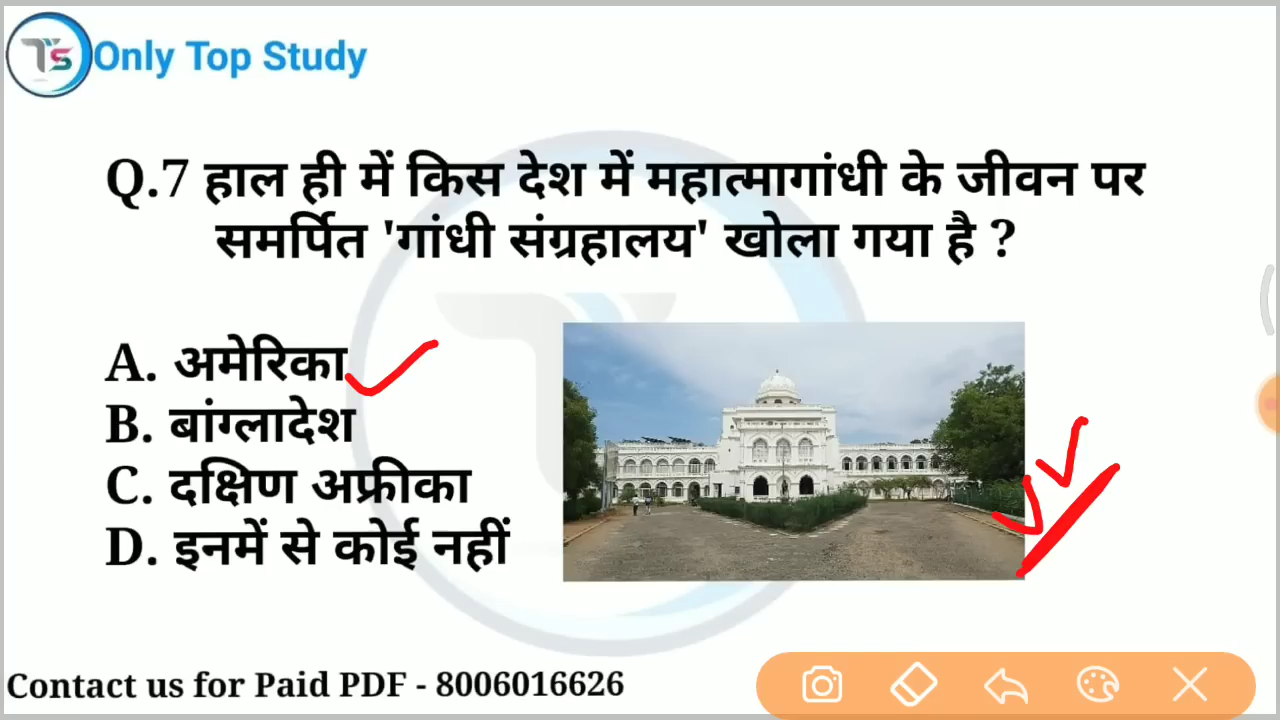 TS Only Top Study
Q.7 हाल ही में किस देश में महात्मागांधी के जीवन पर
समर्पित 'गांधी संग्रहालय' खोला गया है ?
A. अमेरिका
B. बांग्लादेश
C. दक्षिण अफ्रीका
D. इनमें से कोई नहीं
Contact us for Paid PDF - 8006016626